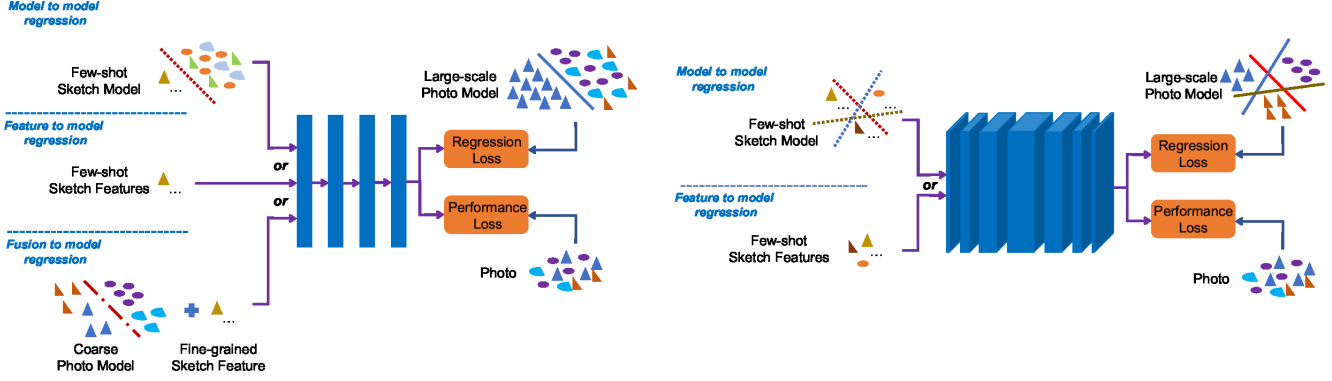 Model to model
regression
Few-shot
Sketch Model
...
Feature to model
regression
Few-shot
Sketch Features
...
Fusion to model
regression
...
Coarse
Photo Model
Fine-grained
Sketch Feature
or
or
Large-scale
Photo Model
Regression
Loss
Performance
Loss
Photo
Model to model
regression
Few-shot
Sketch Model
...
...
...
Feature to model
regression
Few-shot
Sketch Features
...
or
Large-scale
Photo Model
Regression
Loss
Performance
Loss
Photo